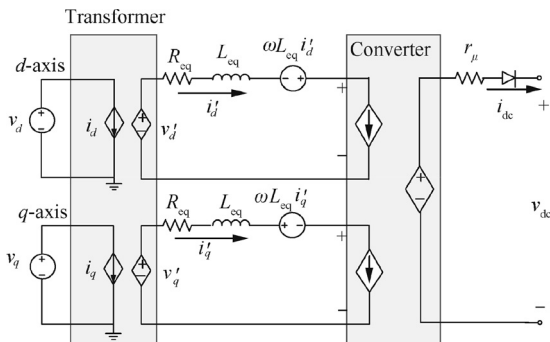 Transformer
Converter
d-axis
R_eq L_eq ωL_eq i′_d
r_μ
v_d
i_d
v′_d
i′_d
i_dc
q-axis
R_eq L_eq ωL_eq i′_q
v_dc
v_q
i_q
v′_q
i′_q